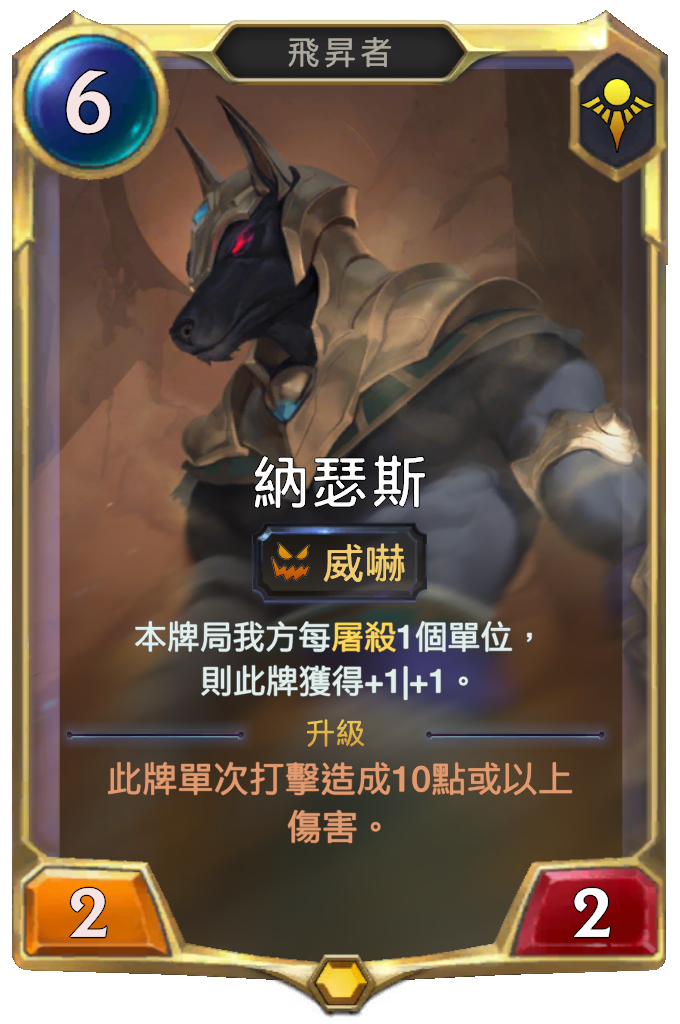 飛昇者
6
納瑟斯
威嚇
本牌局我方每屠殺1個單位，
則此牌獲得+1|+1。
升級
此牌單次打擊造成10點或以上
傷害。
2
2